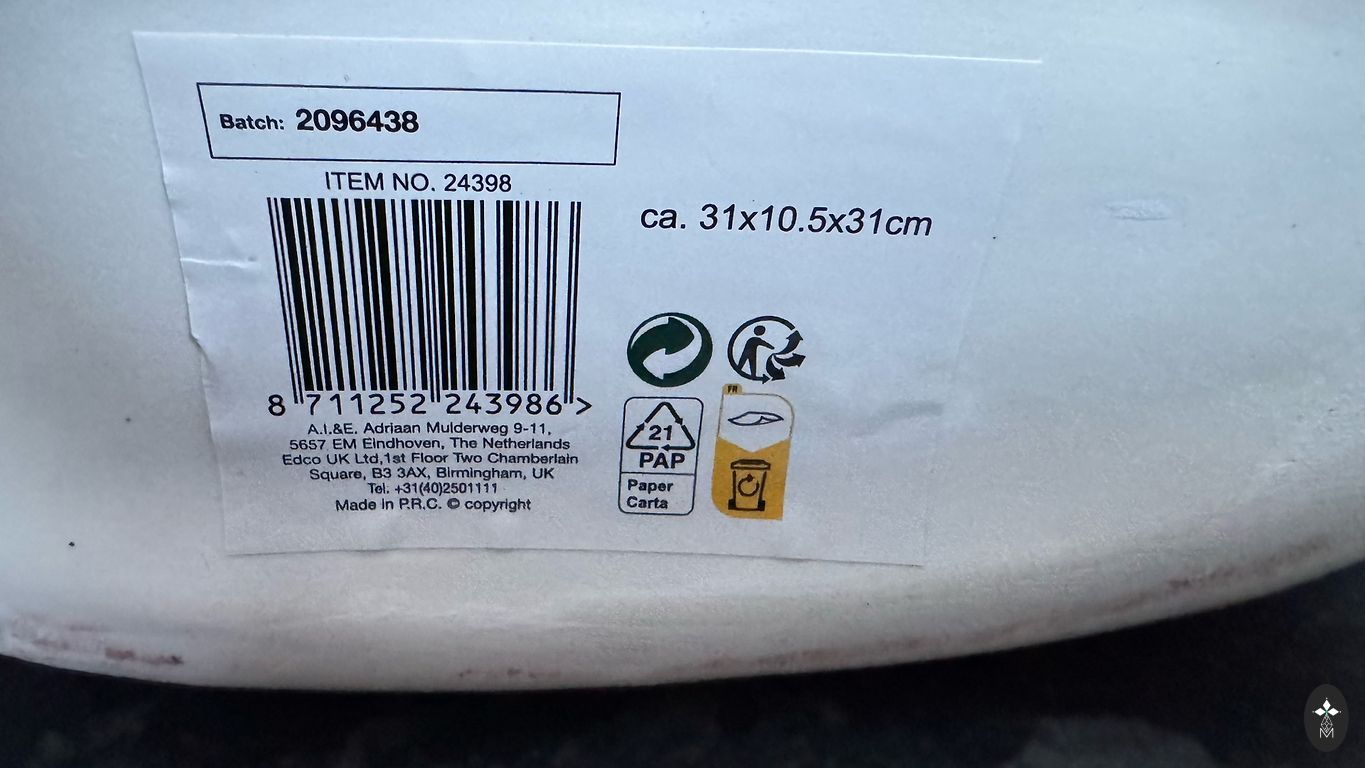 Batch: 2096438
ITEM NO. 24398
ca. 31x10.5x31cm
8 711252 243986 >
A.I.&E. Adriaan Mulderweg 9-11,
5657 EM Eindhoven, The Netherlands
Edco UK Ltd,1st Floor Two Chamberlain
Square, B3 3AX, Birmingham, UK
Tel: +31(40)2501111
Made in P.R.C. © copyright
FR
21
PAP
Paper
Carta
M